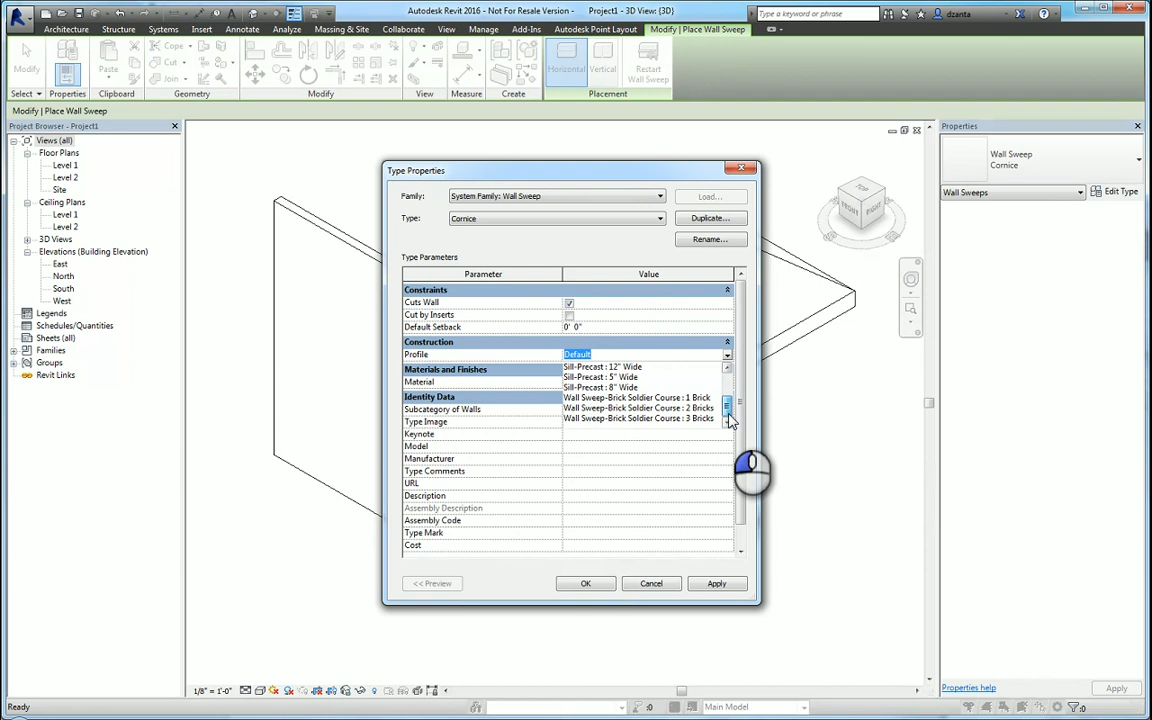 Autodesk Revit 2016 - Not For Resale Version - Project1 - 3D View: {3D}
Type a keyword or phrase
dzanta
Architecture Structure Systems Insert Annotate Analyze Massing & Site Collaborate View Manage Add-Ins Autodesk Point Layout Modify | Place Wall Sweep
Modify
Paste
Cope
Cut
Join
Horizontal
Vertical
Restart
Wall Sweep
Select
Properties
Clipboard
Geometry
Modify
View
Measure
Create
Placement
Modify | Place Wall Sweep
Project Browser - Project1
Views (all)
Floor Plans
Level 1
Level 2
Site
Ceiling Plans
Level 1
Level 2
3D Views
Elevations (Building Elevation)
East
North
South
West
Legends
Schedules/Quantities
Sheets (all)
Families
Groups
Revit Links
Type Properties
Family: System Family: Wall Sweep Load...
Type: Cornice Duplicate...
Rename...
Type Parameters
Parameter Value
Constraints
Cuts Wall
Cut by Inserts
Default Setback 0' 0"
Construction
Profile Default
Sill-Precast : 12" Wide
Sill-Precast : 5" Wide
Sill-Precast : 8" Wide
Wall Sweep-Brick Soldier Course : 1 Brick
Wall Sweep-Brick Soldier Course : 2 Bricks
Wall Sweep-Brick Soldier Course : 3 Bricks
Materials and Finishes
Material
Identity Data
Subcategory of Walls
Type Image
Keynote
Model
Manufacturer
Type Comments
URL
Description
Assembly Description
Assembly Code
Type Mark
Cost
<< Preview OK Cancel Apply
TOP
FRONT
RIGHT
Properties
Wall Sweep
Cornice
Wall Sweeps Edit Type
Properties help Apply
1/8" = 1'-0"
Ready
:0
Main Model
:0